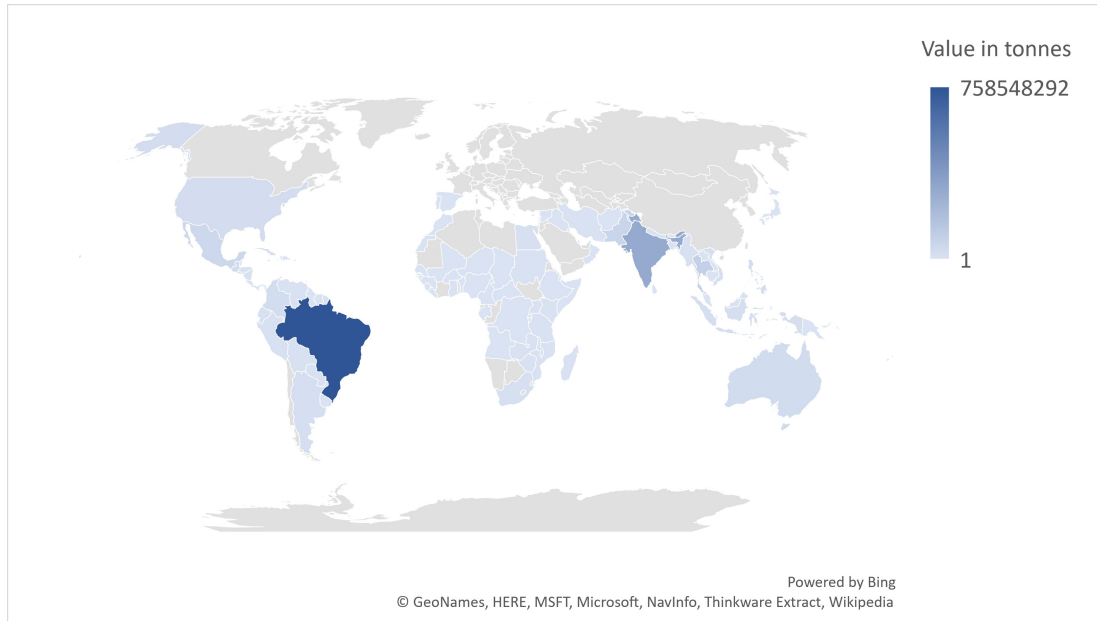 Value in tonnes
758548292
1
Powered by Bing
© GeoNames, HERE, MSFT, Microsoft, NavInfo, Thinkware Extract, Wikipedia